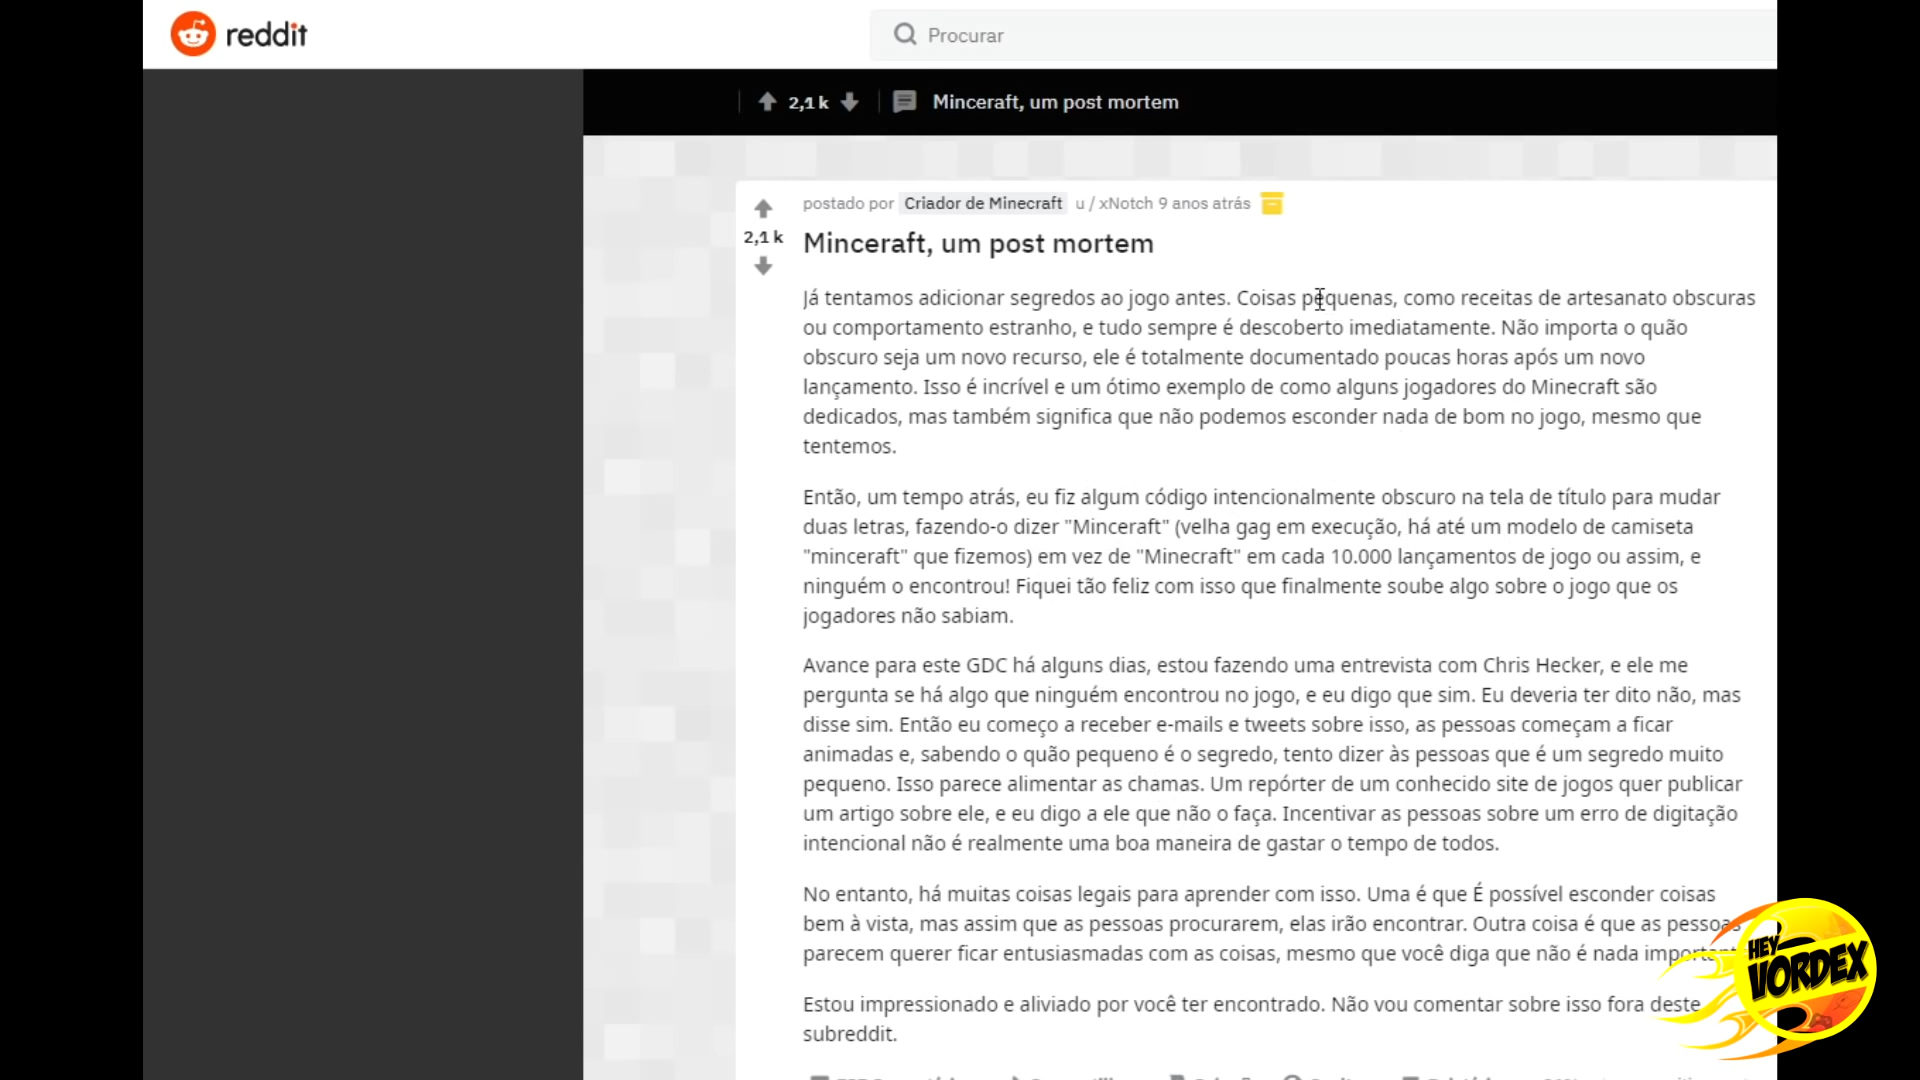 reddit
Procurar
2,1 k
Minceraft, um post mortem
postado por Criador de Minecraft u / xNotch 9 anos atrás
2,1 k
Minceraft, um post mortem
Já tentamos adicionar segredos ao jogo antes. Coisas pequenas, como receitas de artesanato obscuras
ou comportamento estranho, e tudo sempre é descoberto imediatamente. Não importa o quão
obscuro seja um novo recurso, ele é totalmente documentado poucas horas após um novo
lançamento. Isso é incrível e um ótimo exemplo de como alguns jogadores do Minecraft são
dedicados, mas também significa que não podemos esconder nada de bom no jogo, mesmo que
tentemos.
Então, um tempo atrás, eu fiz algum código intencionalmente obscuro na tela de título para mudar
duas letras, fazendo-o dizer "Minceraft" (velha gag em execução, há até um modelo de camiseta
"minceraft" que fizemos) em vez de "Minecraft" em cada 10.000 lançamentos de jogo ou assim, e
ninguém o encontrou! Fiquei tão feliz com isso que finalmente soube algo sobre o jogo que os
jogadores não sabiam.
Avance para este GDC há alguns dias, estou fazendo uma entrevista com Chris Hecker, e ele me
pergunta se há algo que ninguém encontrou no jogo, e eu digo que sim. Eu deveria ter dito não, mas
disse sim. Então eu começo a receber e-mails e tweets sobre isso, as pessoas começam a ficar
animadas e, sabendo o quão pequeno é o segredo, tento dizer às pessoas que é um segredo muito
pequeno. Isso parece alimentar as chamas. Um repórter de um conhecido site de jogos quer publicar
um artigo sobre ele, e eu digo a ele que não o faça. Incentivar as pessoas sobre um erro de digitação
intencional não é realmente uma boa maneira de gastar o tempo de todos.
No entanto, há muitas coisas legais para aprender com isso. Uma é que É possível esconder coisas
bem à vista, mas assim que as pessoas procurarem, elas irão encontrar. Outra coisa é que as pessoas
parecem querer ficar entusiasmadas com as coisas, mesmo que você diga que não é nada
Estou impressionado e aliviado por você ter encontrado. Não vou comentar sobre isso fora deste
subreddit.
HEY
VORDEX